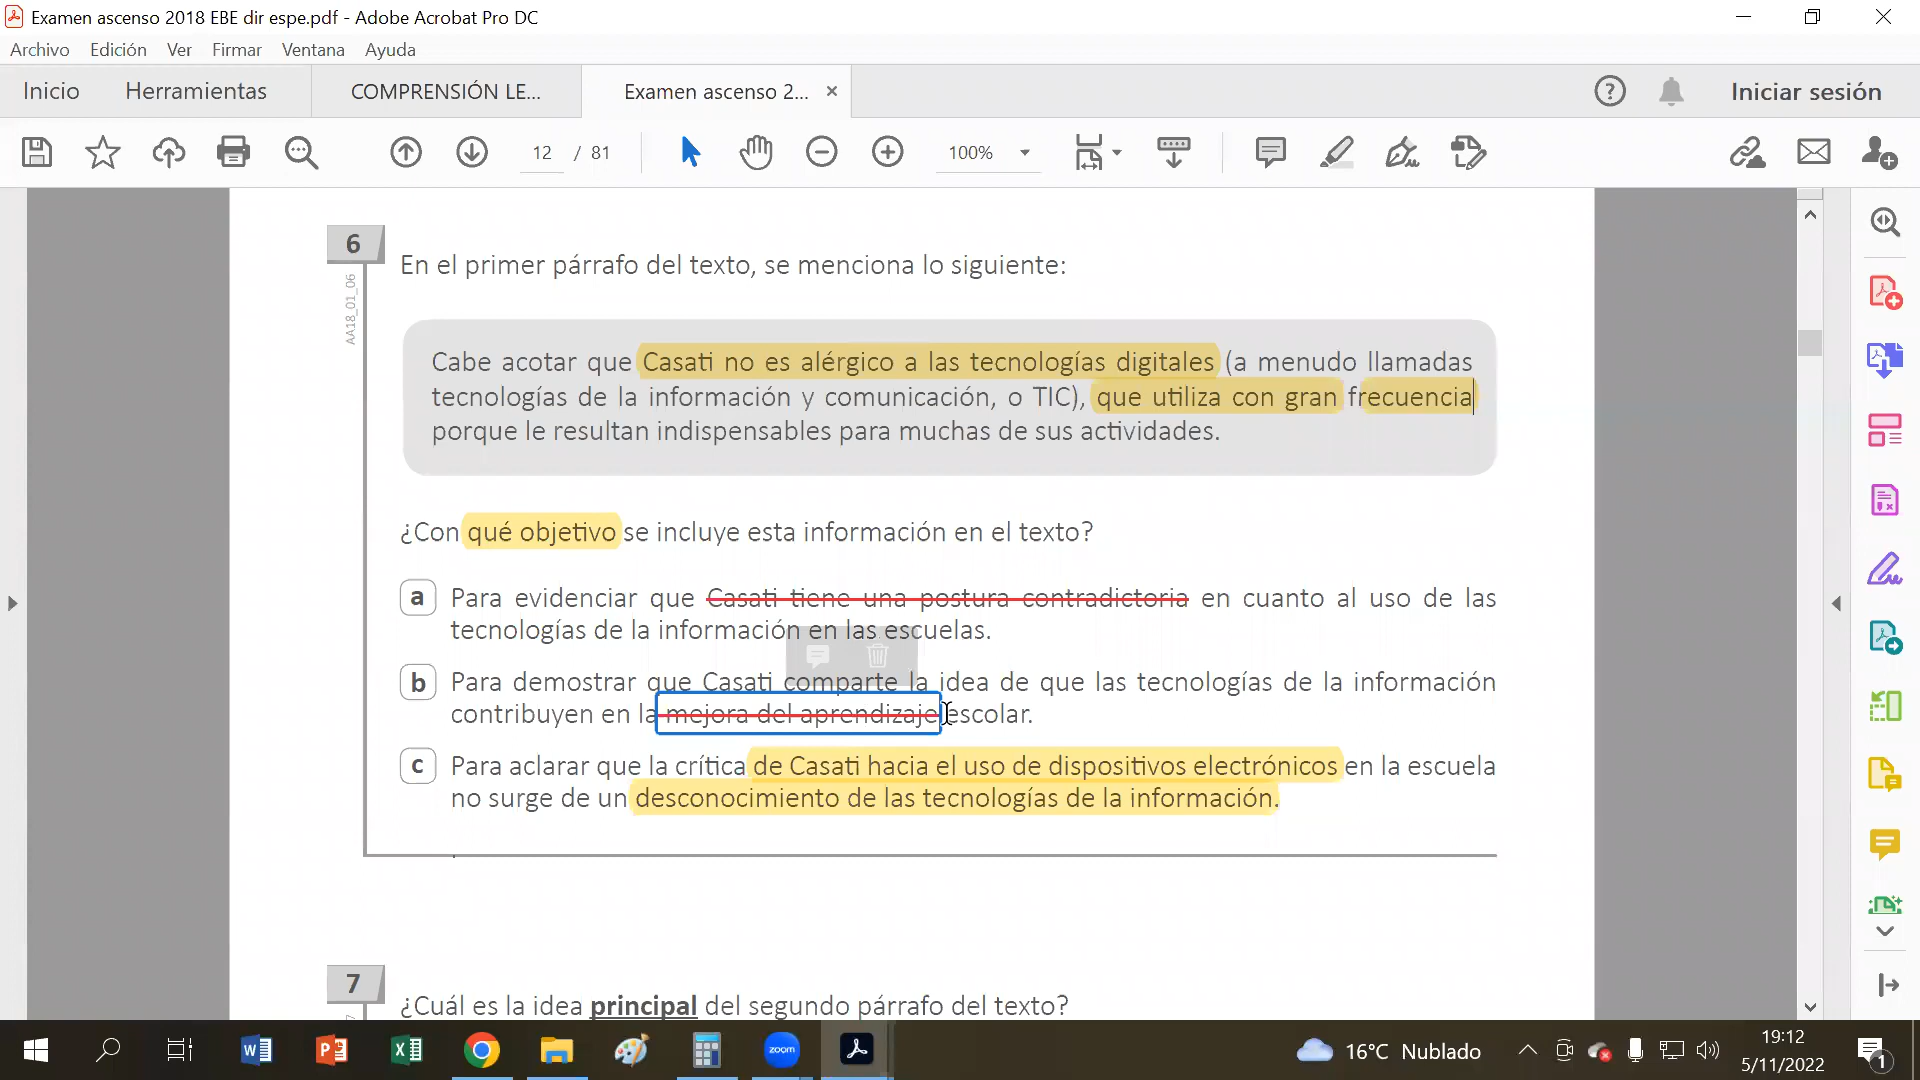 Examen ascenso 2018 EBE dir espe.pdf - Adobe Acrobat Pro DC
Archivo Edición Ver Firmar Ventana Ayuda
Inicio Herramientas COMPRENSIÓN LE... Examen ascenso 2... × Iniciar sesión
12 / 81 100%
6
AA18_01_06
En el primer párrafo del texto, se menciona lo siguiente:
Cabe acotar que Casati no es alérgico a las tecnologías digitales (a menudo llamadas
tecnologías de la información y comunicación, o TIC), que utiliza con gran frecuencia
porque le resultan indispensables para muchas de sus actividades.
¿Con qué objetivo se incluye esta información en el texto?
a Para evidenciar que Casati tiene una postura contradictoria en cuanto al uso de las
tecnologías de la información en las escuelas.
b Para demostrar que Casati comparte la idea de que las tecnologías de la información
contribuyen en la mejora del aprendizaje escolar.
c Para aclarar que la crítica de Casati hacia el uso de dispositivos electrónicos en la escuela
no surge de un desconocimiento de las tecnologías de la información.
7
¿Cuál es la idea principal del segundo párrafo del texto?
zoom
16°C Nublado
19:12
5/11/2022
1